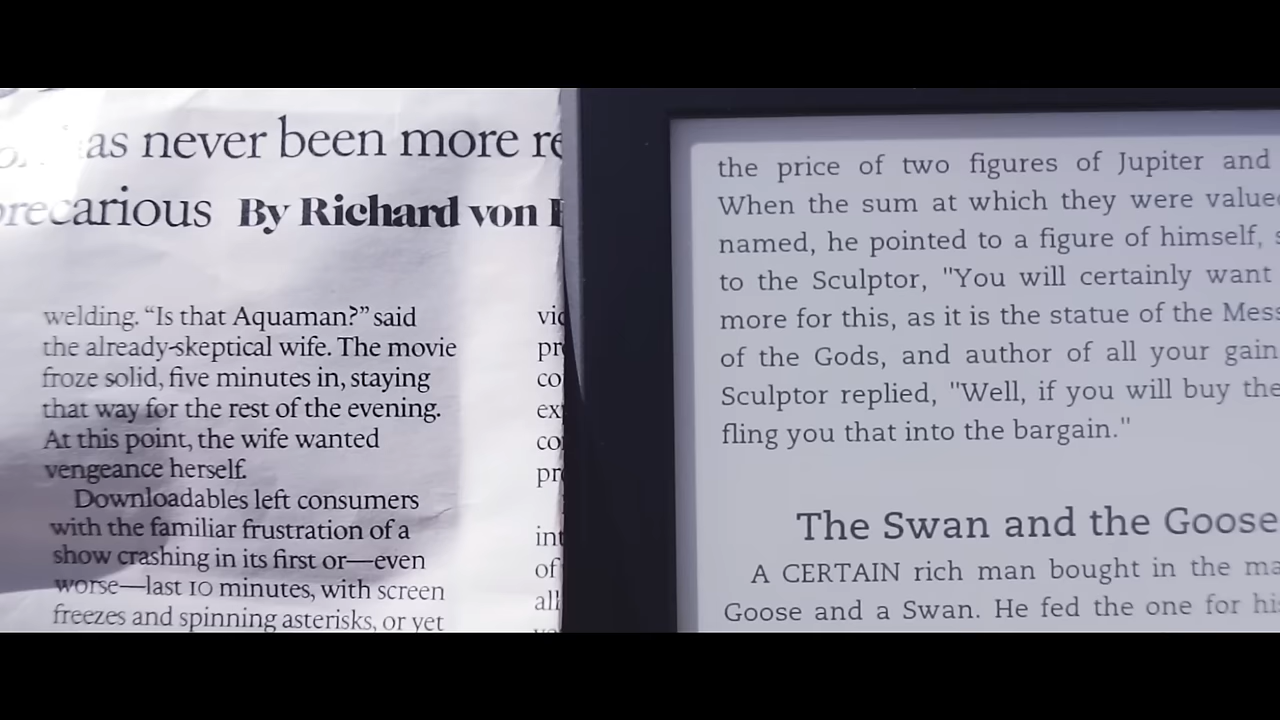 as never been more
precarious By Richard von
welding. “Is that Aquaman?” said
the already-skeptical wife. The movie
froze solid, five minutes in, staying
that way for the rest of the evening.
At this point, the wife wanted
vengeance herself.
Downloadables left consumers
with the familiar frustration of a
show crashing in its first or—even
worse—last 10 minutes, with screen
freezes and spinning asterisks, or yet
int
of
all
the price of two figures of Jupiter and
When the sum at which they were value
named, he pointed to a figure of himself,
to the Sculptor, "You will certainly want
more for this, as it is the statue of the Mess
of the Gods, and author of all your gain
Sculptor replied, "Well, if you will buy the
fling you that into the bargain."
The Swan and the Goose
A CERTAIN rich man bought in the ma
Goose and a Swan. He fed the one for his